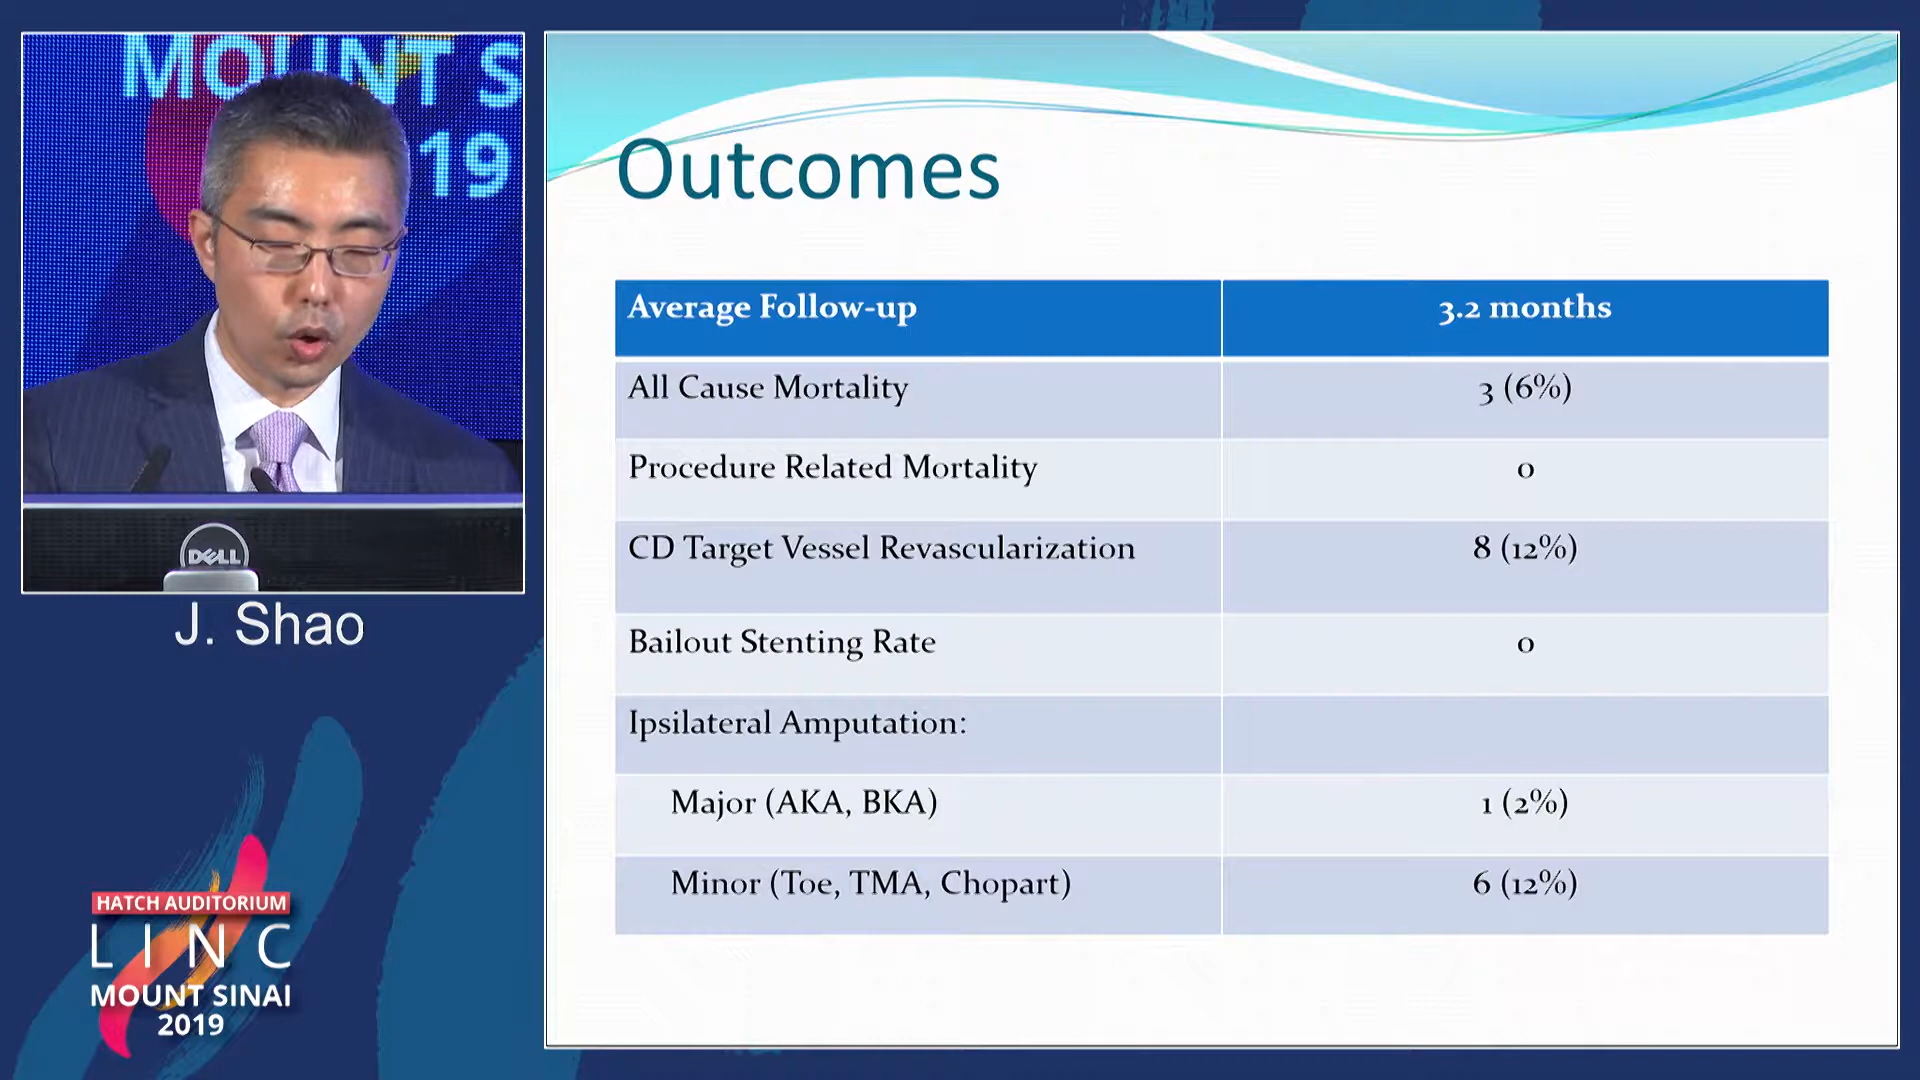 MOUNT S
19
DELL
J. Shao
HATCH AUDITORIUM
LINC
MOUNT SINAI
2019
Outcomes
Average Follow-up 3.2 months
All Cause Mortality 3 (6%)
Procedure Related Mortality 0
CD Target Vessel Revascularization 8 (12%)
Bailout Stenting Rate 0
Ipsilateral Amputation:
Major (AKA, BKA) 1 (2%)
Minor (Toe, TMA, Chopart) 6 (12%)